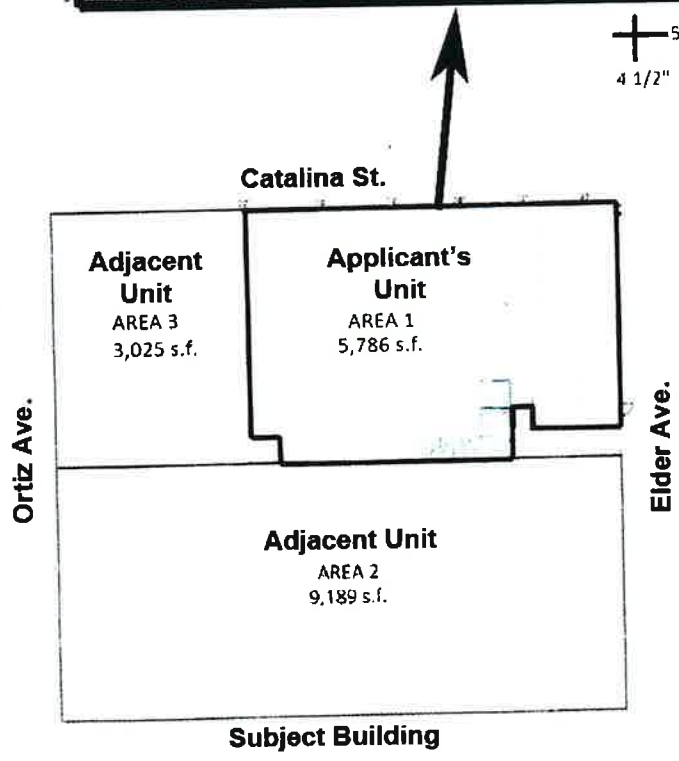 5
4 1/2"
Catalina St.
Adjacent
Unit
AREA 3
3,025 s.f.
Applicant's
Unit
AREA 1
5,786 s.f.
Ortiz Ave.
Elder Ave.
Adjacent Unit
AREA 2
9,189 s.f.
Subject Building